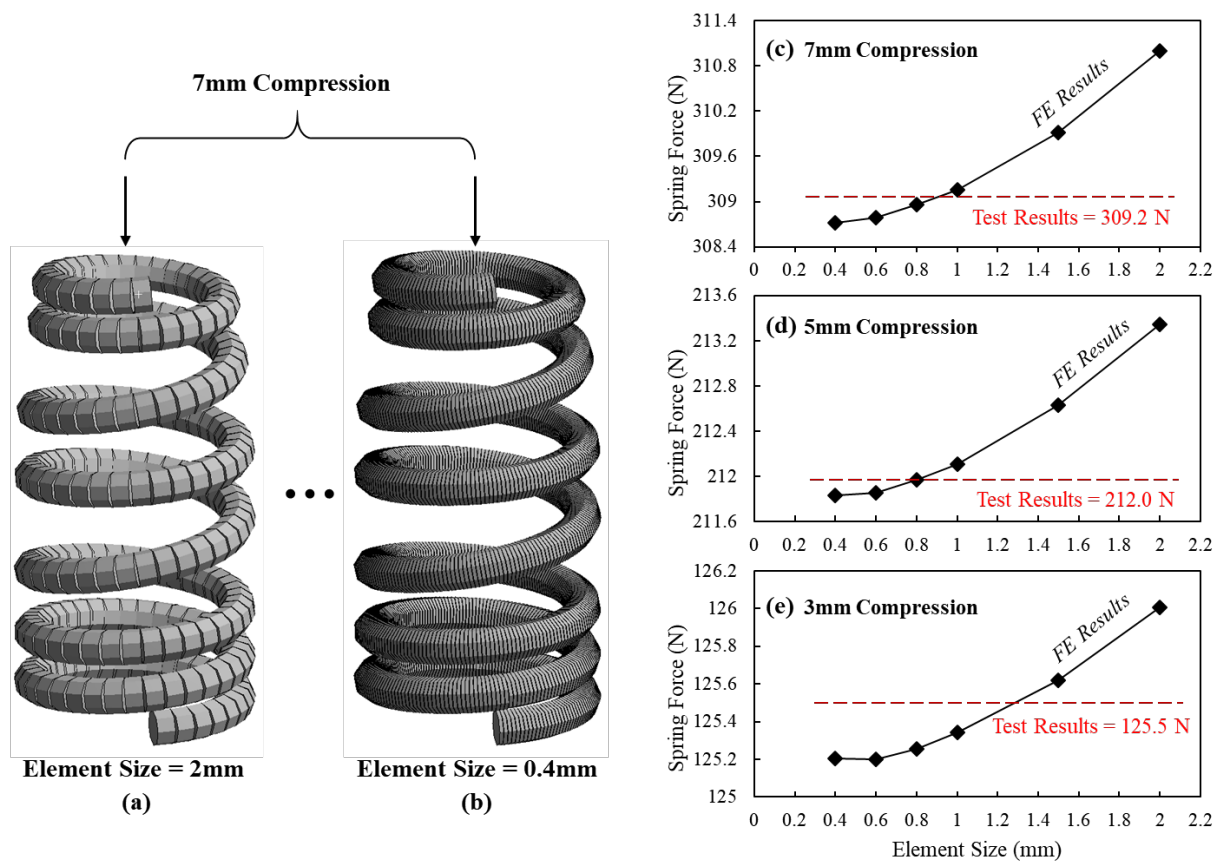 7mm Compression
Element Size = 2mm
(a)
Element Size = 0.4mm
(b)
(c) 7mm Compression
Spring Force (N)
311.4
310.8
310.2
309.6
309
308.4
FE Results
Test Results = 309.2 N
0 0.2 0.4 0.6 0.8 1 1.2 1.4 1.6 1.8 2 2.2
(d) 5mm Compression
Spring Force (N)
213.6
213.2
212.8
212.4
212
211.6
FE Results
Test Results = 212.0 N
0 0.2 0.4 0.6 0.8 1 1.2 1.4 1.6 1.8 2 2.2
(e) 3mm Compression
Spring Force (N)
126.2
126
125.8
125.6
125.4
125.2
125
FE Results
Test Results = 125.5 N
0 0.2 0.4 0.6 0.8 1 1.2 1.4 1.6 1.8 2 2.2
Element Size (mm)